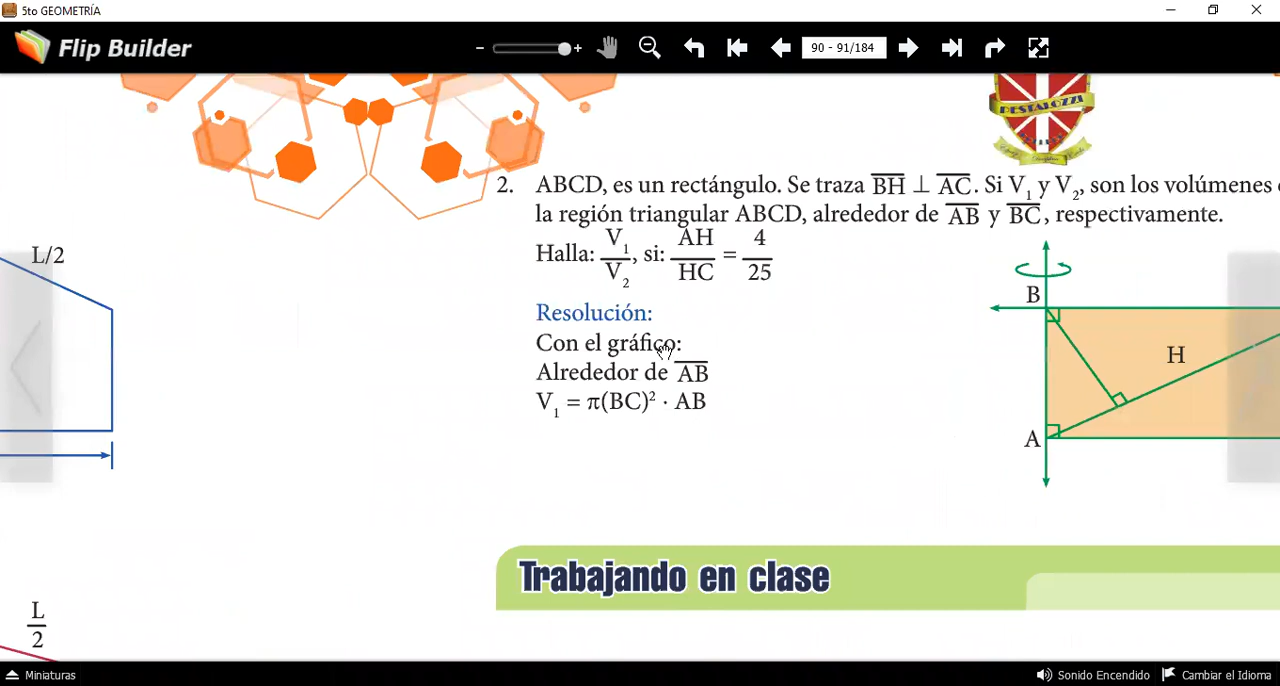 5to GEOMETRÍA
Flip Builder
90 - 91/184
PESTALOZZI
2. ABCD, es un rectángulo. Se traza BH ⊥ AC. Si V₁ y V₂, son los volúmenes
la región triangular ABCD, alrededor de AB y BC, respectivamente.
Halla: V₁/V₂, si: AH/HC = 4/25
Resolución:
Con el gráfico:
Alrededor de AB
V₁ = π(BC)² · AB
L/2
B
H
A
Trabajando en clase
L/2
Miniaturas
Sonido Encendido
Cambiar el Idioma